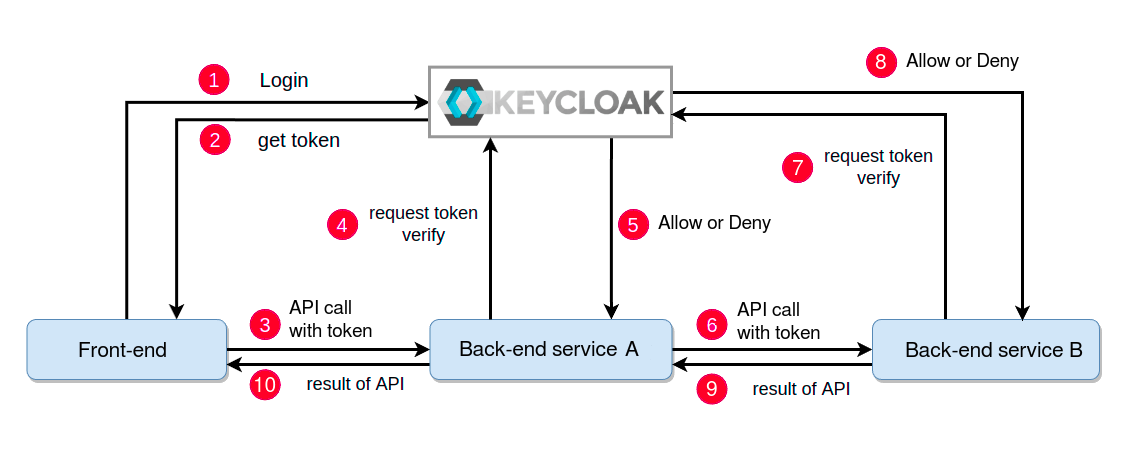 1 Login
KEYCLOAK
8 Allow or Deny
2 get token
7 request token
verify
4 request token
verify
5 Allow or Deny
3 API call
with token
6 API call
with token
Front-end
Back-end service A
Back-end service B
10 result of API
9 result of API